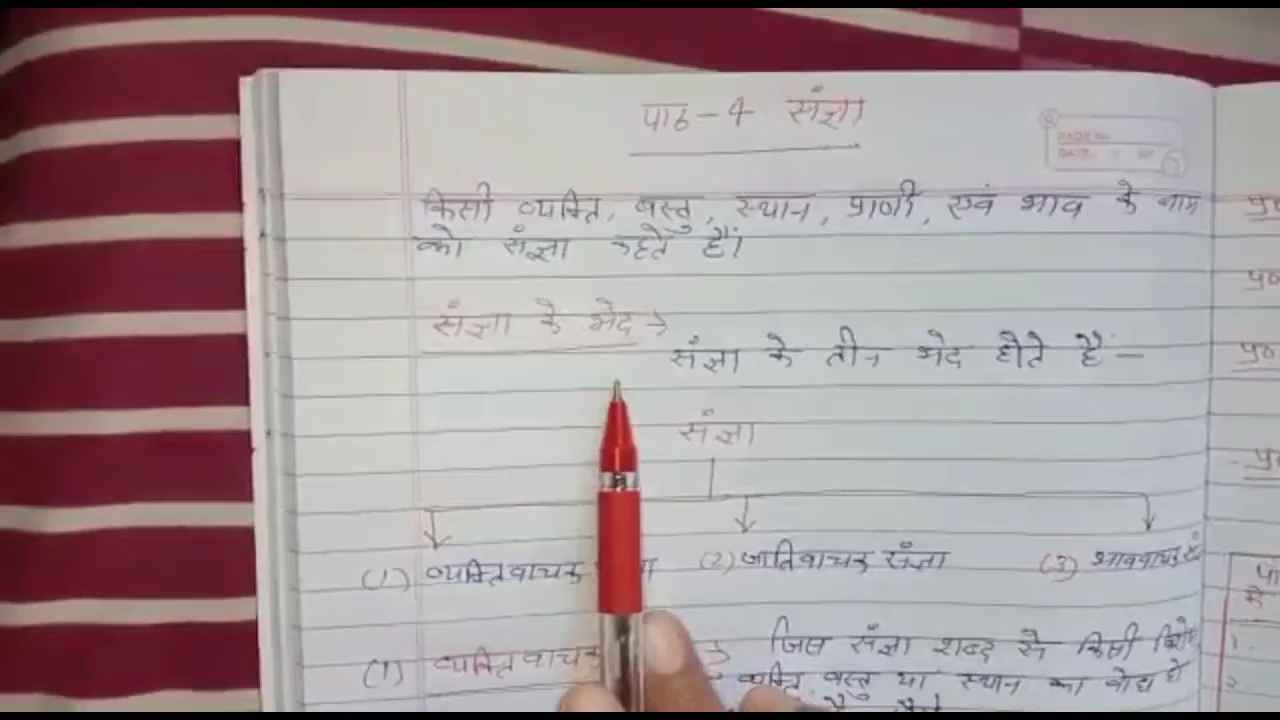 पाठ - 4 संज्ञा
किसी व्यक्ति, वस्तु, स्थान, प्राणी, एवं भाव के नाम
को संज्ञा कहते हैं।
संज्ञा के भेद →
संज्ञा के तीन भेद होते हैं —
संज्ञा
(1) व्यक्तिवाचक (2) जातिवाचक संज्ञा (3) भाववाचक
(1) व्यक्तिवाचक → जिस संज्ञा शब्द से किसी
व्यक्ति, वस्तु या स्थान का बोध हो